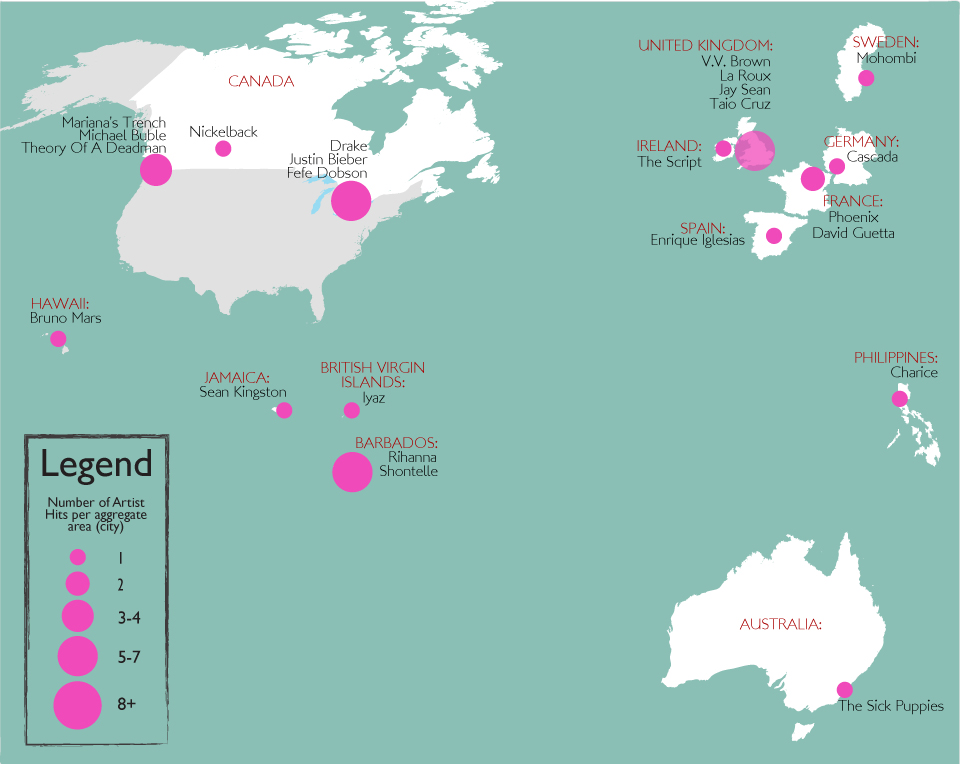 CANADA
Mariana's Trench
Michael Buble
Theory Of A Deadman
Nickelback
Drake
Justin Bieber
Fefe Dobson
UNITED KINGDOM:
V.V. Brown
La Roux
Jay Sean
Taio Cruz
SWEDEN:
Mohombi
IRELAND:
The Script
GERMANY:
Cascada
FRANCE:
Phoenix
David Guetta
SPAIN:
Enrique Iglesias
HAWAII:
Bruno Mars
JAMAICA:
Sean Kingston
BRITISH VIRGIN
ISLANDS:
Iyaz
BARBADOS:
Rihanna
Shontelle
PHILIPPINES:
Charice
AUSTRALIA:
The Sick Puppies
Legend
Number of Artist
Hits per aggregate
area (city)
1
2
3-4
5-7
8+